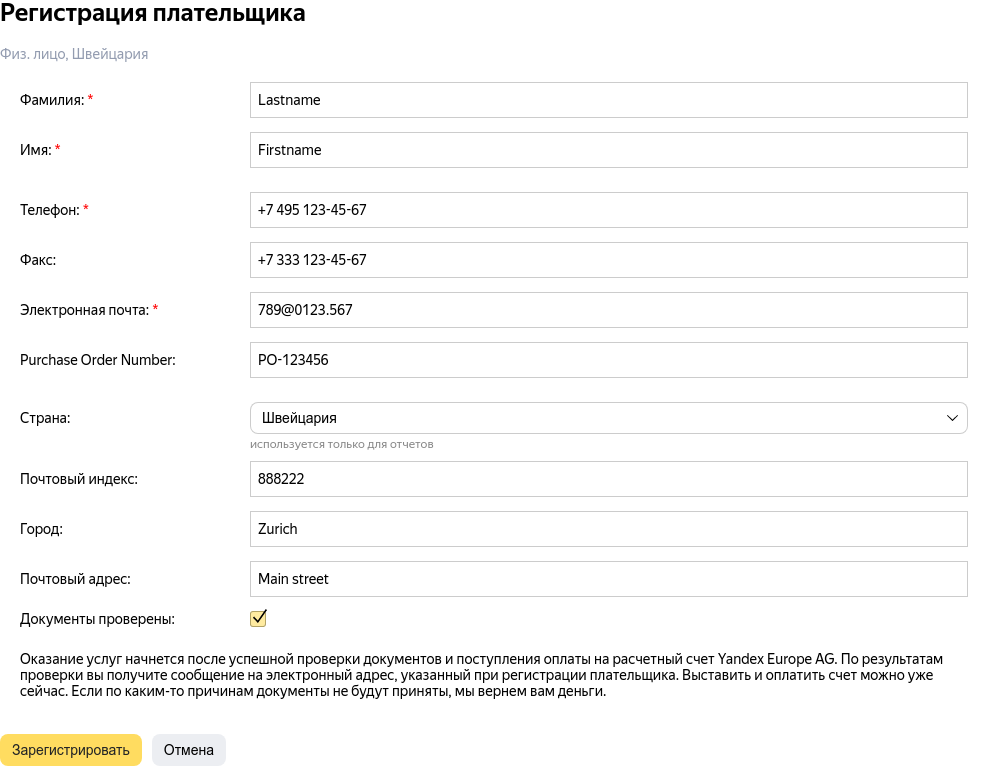 Регистрация плательщика
Физ. лицо, Швейцария
Фамилия: * Lastname
Имя: * Firstname
Телефон: * +7 495 123-45-67
Факс: +7 333 123-45-67
Электронная почта: * 789@0123.567
Purchase Order Number: PO-123456
Страна: Швейцария
используется только для отчетов
Почтовый индекс: 888222
Город: Zurich
Почтовый адрес: Main street
Документы проверены:
Оказание услуг начнется после успешной проверки документов и поступления оплаты на расчетный счет Yandex Europe AG. По результатам
проверки вы получите сообщение на электронный адрес, указанный при регистрации плательщика. Выставить и оплатить счет можно уже
сейчас. Если по каким-то причинам документы не будут приняты, мы вернем вам деньги.
Зарегистрировать Отмена